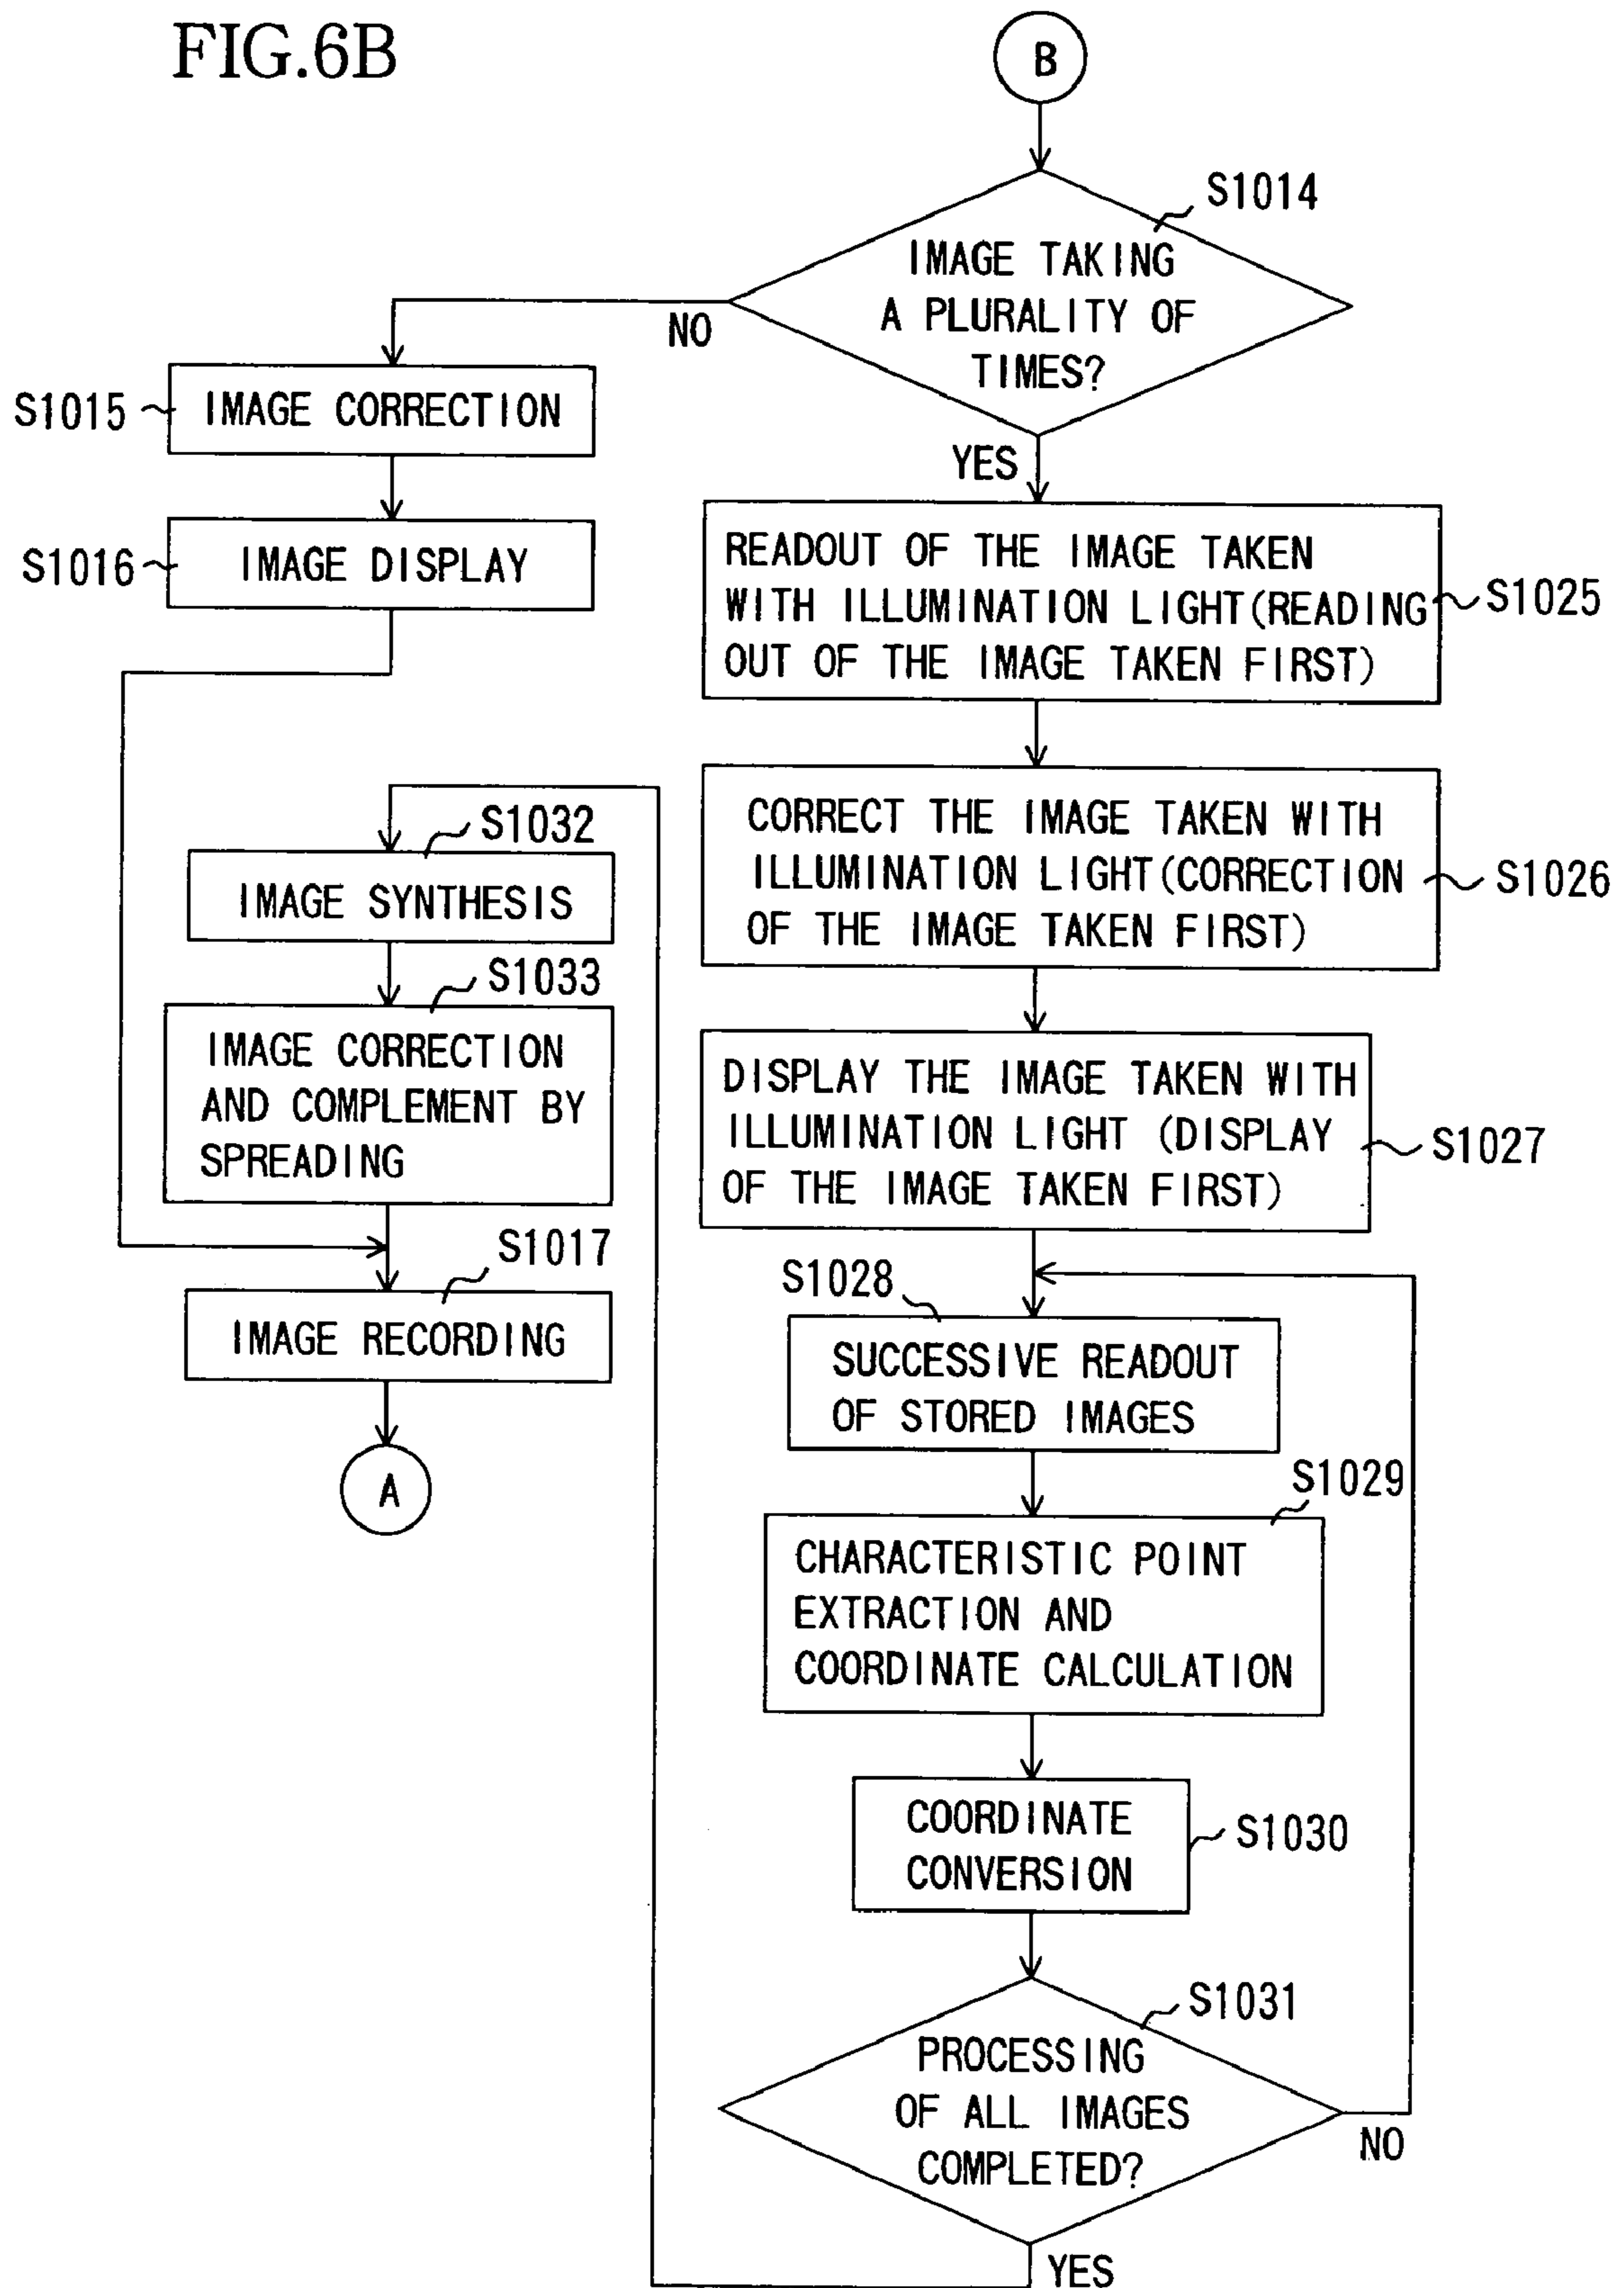 FIG.6B
B
S1014
IMAGE TAKING
A PLURALITY OF
TIMES?
NO
YES
S1015
IMAGE CORRECTION
S1016
IMAGE DISPLAY
READOUT OF THE IMAGE TAKEN
WITH ILLUMINATION LIGHT(READING
OUT OF THE IMAGE TAKEN FIRST)
S1025
CORRECT THE IMAGE TAKEN WITH
ILLUMINATION LIGHT(CORRECTION
OF THE IMAGE TAKEN FIRST)
S1026
DISPLAY THE IMAGE TAKEN WITH
ILLUMINATION LIGHT (DISPLAY
OF THE IMAGE TAKEN FIRST)
S1027
S1028
SUCCESSIVE READOUT
OF STORED IMAGES
S1029
CHARACTERISTIC POINT
EXTRACTION AND
COORDINATE CALCULATION
COORDINATE
CONVERSION
S1030
S1031
PROCESSING
OF ALL IMAGES
COMPLETED?
NO
YES
S1032
IMAGE SYNTHESIS
S1033
IMAGE CORRECTION
AND COMPLEMENT BY
SPREADING
S1017
IMAGE RECORDING
A